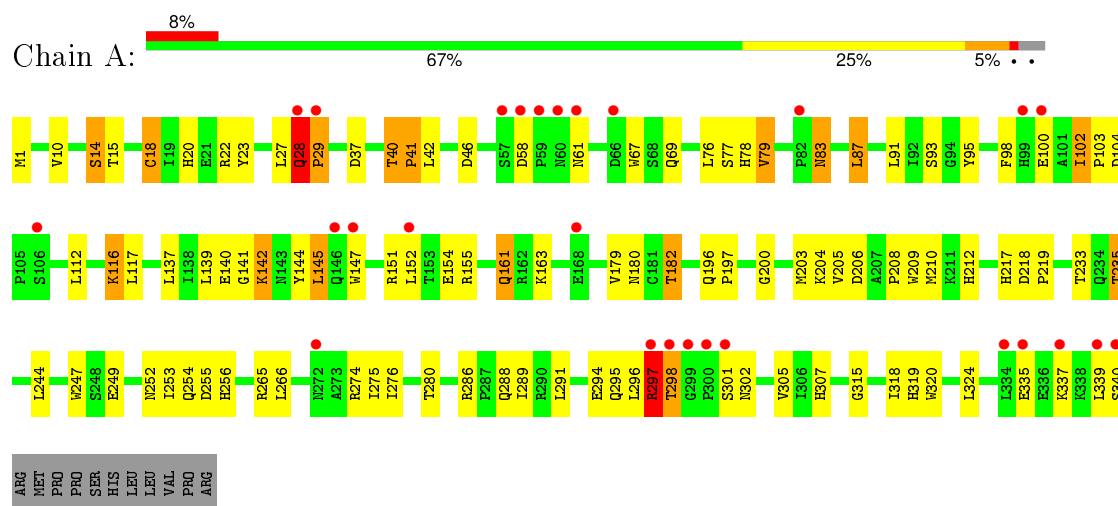 8%
Chain A:
67% 25% 5% • •
M1 V10 S14 T15 C18 I19 H20 E21 R22 Y23 L27 Q28 P29 D37 T40 P41 L42 D46 S57 D58 P59 N60 N61 D66 W67 S68 Q69 L76 S77 H78 V79 P82 N83 L87 L91 I92 S93 G94 Y95 F98 H99 E100 A101 I102 P103 D104
P105 S106 L112 K116 L117 L137 I138 L139 E140 G141 K142 N143 Y144 L145 Q146 W147 R151 L152 T153 E154 R155 Q161 R162 K163 E168 V179 N180 C181 T182 Q196 P197 G200 M203 K204 V205 D206 A207 P208 W209 M210 K211 H212 H217 D218 P219 T233 Q234 T235
L244 W247 S248 E249 N252 I253 Q254 D255 H256 R265 L266 N272 A273 R274 I275 I276 T280 R286 P287 Q288 I289 R290 L291 E294 Q295 L296 R297 T298 G299 P300 S301 N302 V305 I306 H307 G315 I318 H319 W320 L324 L334 E335 E336 K337 K338 L339 S340
ARG MET PRO PRO SER HIS LEU LEU VAL PRO ARG